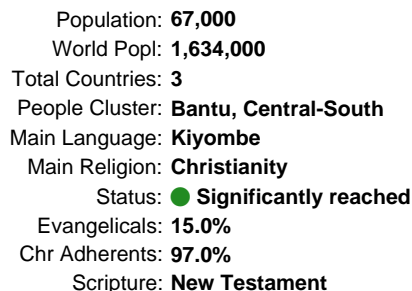 Population: 67,000
World Popl: 1,634,000
Total Countries: 3
People Cluster: Bantu, Central-South
Main Language: Kiyombe
Main Religion: Christianity
Status: Significantly reached
Evangelicals: 15.0%
Chr Adherents: 97.0%
Scripture: New Testament